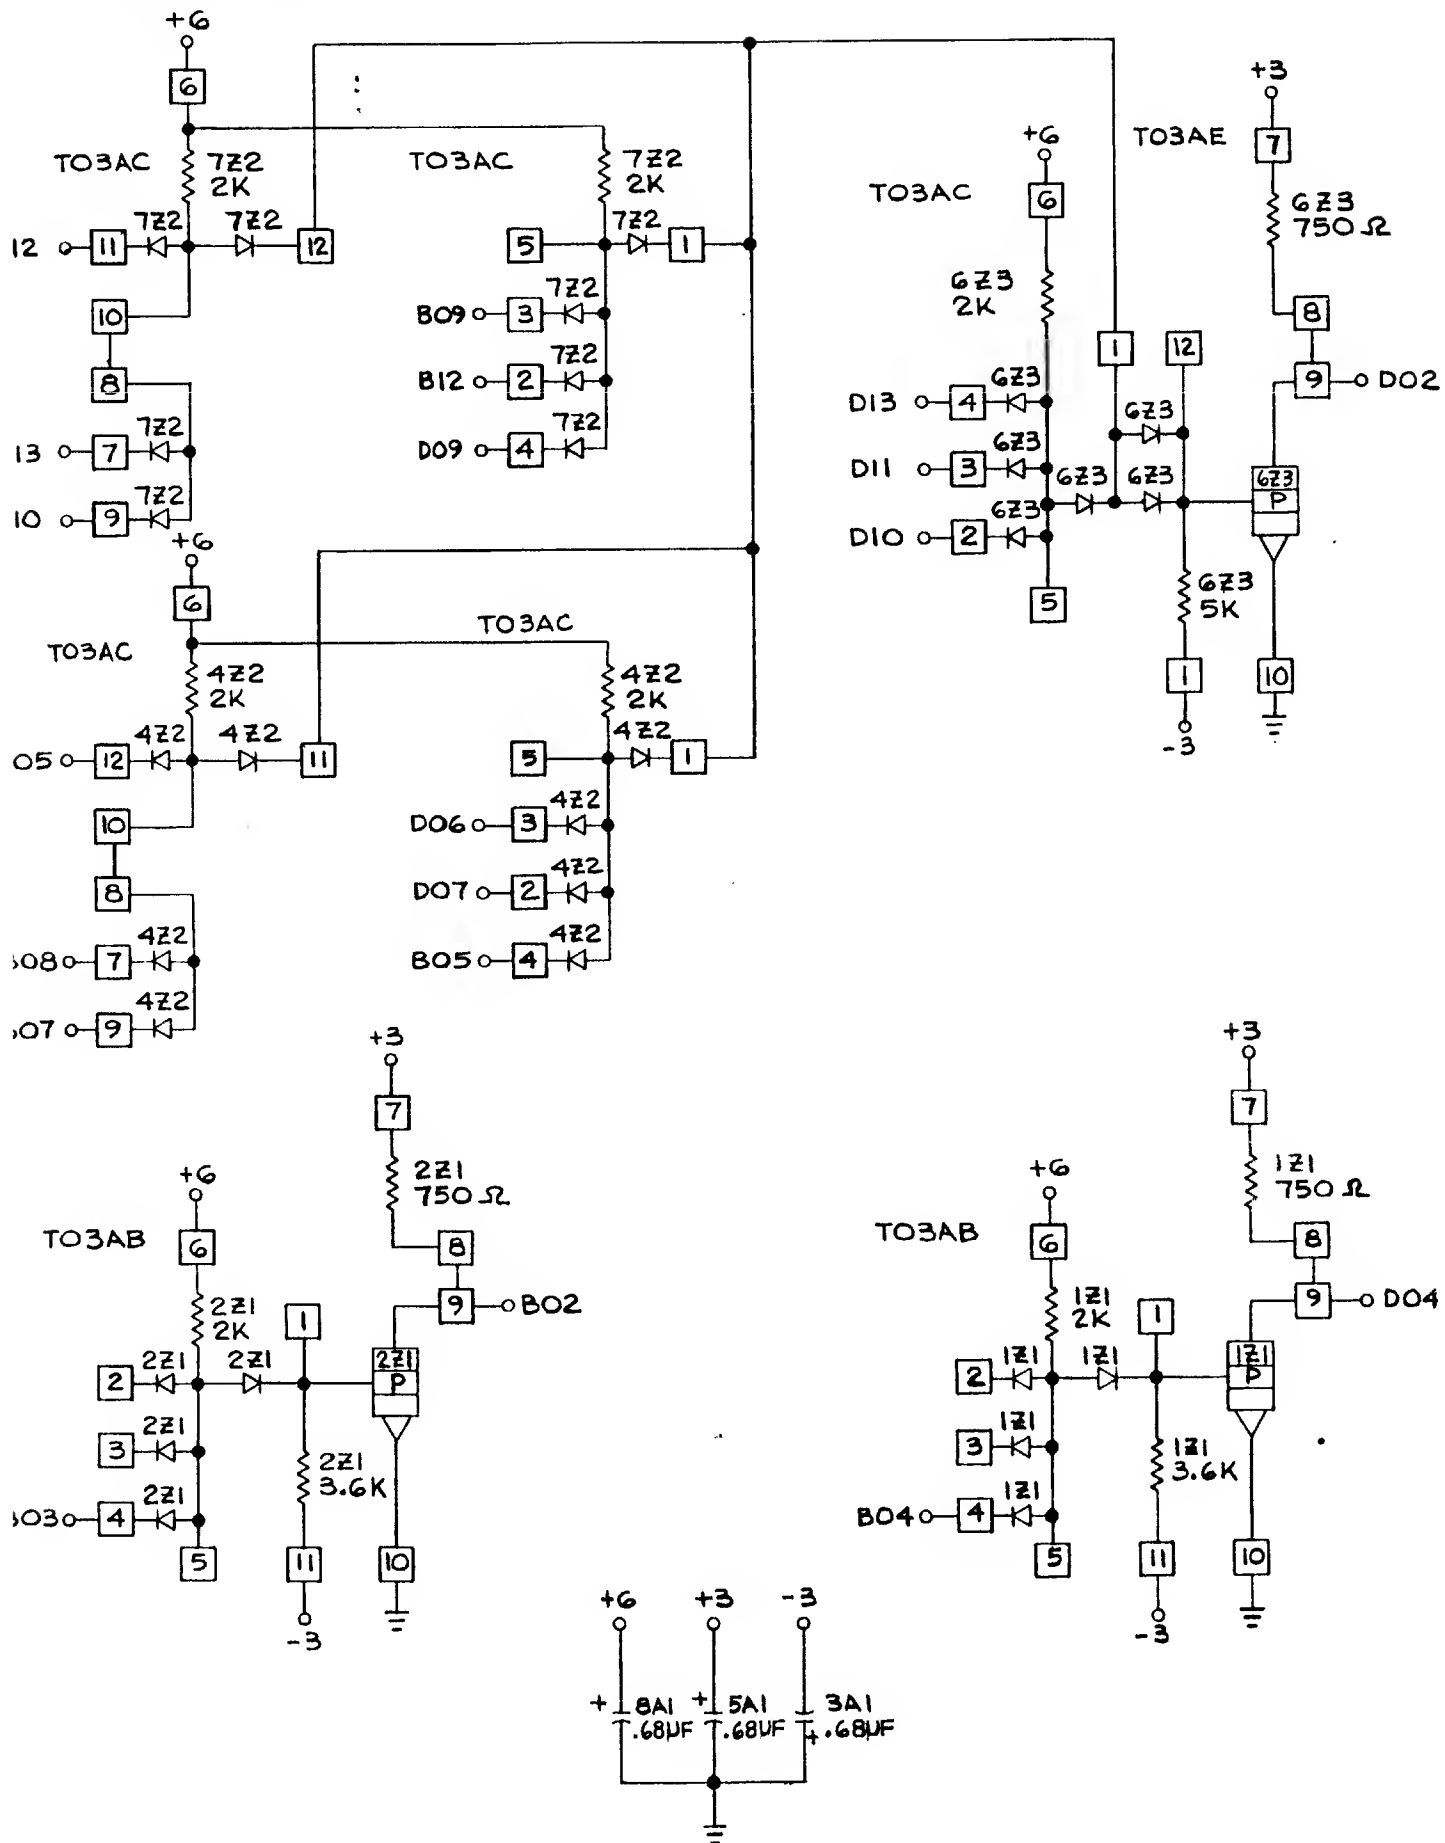 +6
6
TO3AC
7Z2
2K
TO3AC
7Z2
2K
12
11
7Z2
7Z2
12
5
7Z2
1
10
B09
3
7Z2
8
B12
2
7Z2
13
7
7Z2
D09
4
7Z2
10
9
7Z2
+3
7
TO3AE
6Z3
750 Ω
+6
TO3AC
6
6Z3
2K
8
9
D02
1
12
D13
4
6Z3
6Z3
D11
3
6Z3
6Z3
6Z3
6Z3
P
D10
2
6Z3
5
6Z3
5K
1
10
-3
+6
6
TO3AC
TO3AC
4Z2
2K
4Z2
2K
05
12
4Z2
4Z2
11
5
4Z2
1
10
D06
3
4Z2
8
D07
2
4Z2
08
7
4Z2
B05
4
4Z2
07
9
4Z2
+3
7
2Z1
750 Ω
+6
TO3AB
6
8
9
B02
2Z1
2K
1
2
2Z1
2Z1
2Z1
P
3
2Z1
2Z1
3.6K
03
4
2Z1
5
11
10
-3
+3
7
1Z1
750 Ω
+6
TO3AB
6
8
9
D04
1Z1
2K
1
2
1Z1
1Z1
1Z1
P
3
1Z1
1Z1
3.6K
B04
4
1Z1
5
11
10
-3
+6
+3
-3
+
8A1
.68UF
+
5A1
.68UF
3A1
+
.68UF